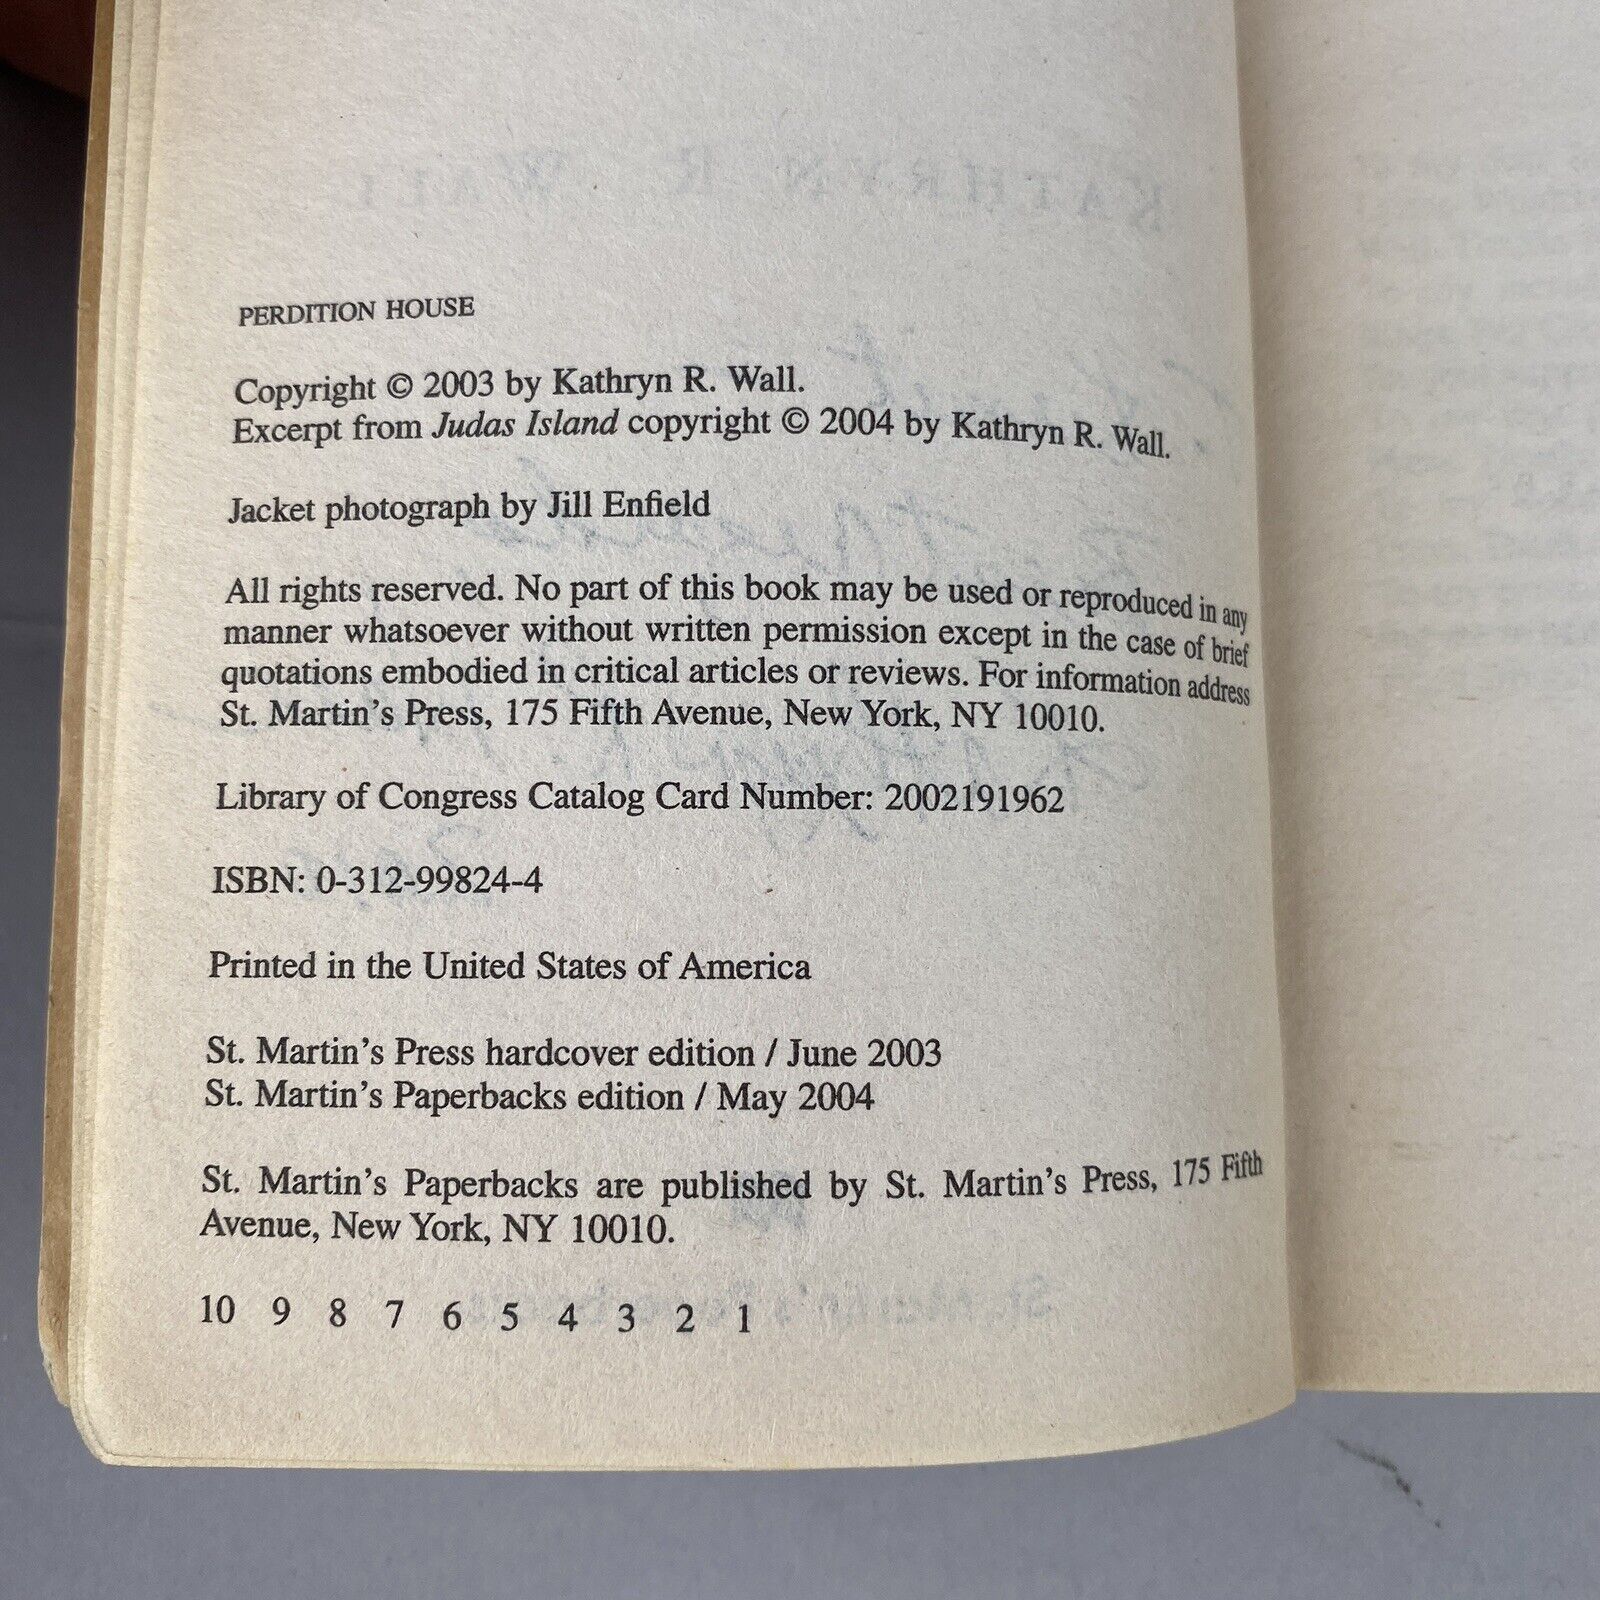 PERDITION HOUSE
Copyright © 2003 by Kathryn R. Wall.
Excerpt from Judas Island copyright © 2004 by Kathryn R. Wall.
Jacket photograph by Jill Enfield
All rights reserved. No part of this book may be used or reproduced in any
manner whatsoever without written permission except in the case of brief
quotations embodied in critical articles or reviews. For information address
St. Martin's Press, 175 Fifth Avenue, New York, NY 10010.
Library of Congress Catalog Card Number: 2002191962
ISBN: 0-312-99824-4
Printed in the United States of America
St. Martin's Press hardcover edition / June 2003
St. Martin's Paperbacks edition / May 2004
St. Martin's Paperbacks are published by St. Martin's Press, 175 Fifth
Avenue, New York, NY 10010.
10 9 8 7 6 5 4 3 2 1